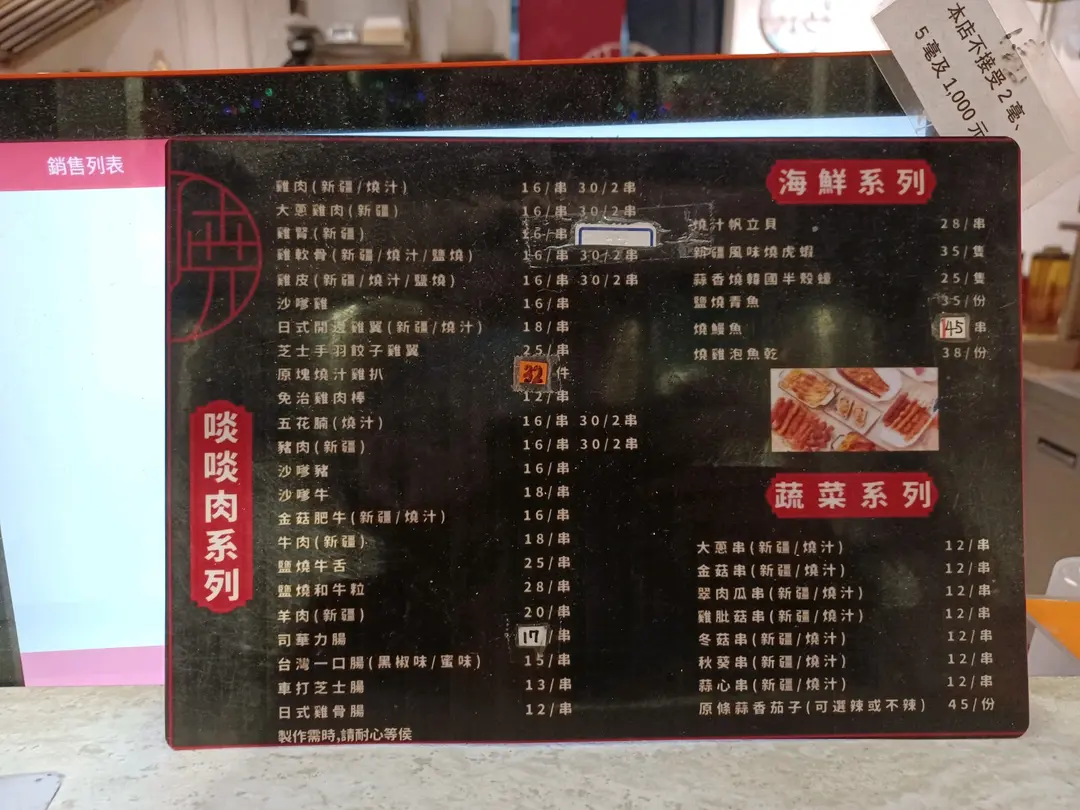 本店不接受2毫、
5毫及1,000元
銷售列表
啖啖肉系列
雞肉(新疆/燒汁) 16/串 30/2串
大蔥雞肉(新疆) 16/串 30/2串
雞腎(新疆) 16/串
雞軟骨(新疆/燒汁/鹽燒) 16/串 30/2串
雞皮(新疆/燒汁/鹽燒) 16/串 30/2串
沙嗲雞 16/串
日式開邊雞翼(新疆/燒汁) 18/串
芝士手羽餃子雞翼 25/串
原塊燒汁雞扒 32 件
免治雞肉棒 12/串
五花腩(燒汁) 16/串 30/2串
豬肉(新疆) 16/串 30/2串
沙嗲豬 16/串
沙嗲牛 18/串
金菇肥牛(新疆/燒汁) 16/串
牛肉(新疆) 18/串
鹽燒牛舌 25/串
鹽燒和牛粒 28/串
羊肉(新疆) 20/串
司華力腸 17/串
台灣一口腸(黑椒味/蜜味) 15/串
車打芝士腸 13/串
日式雞骨腸 12/串
製作需時,請耐心等侯
海鮮系列
燒汁帆立貝 28/串
新疆風味燒虎蝦 35/隻
蒜香燒韓國半殼蠔 25/隻
鹽燒青魚 35/份
燒鰻魚 45 串
燒雞泡魚乾 38/份
蔬菜系列
大蔥串(新疆/燒汁) 12/串
金菇串(新疆/燒汁) 12/串
翠肉瓜串(新疆/燒汁) 12/串
雞肶菇串(新疆/燒汁) 12/串
冬菇串(新疆/燒汁) 12/串
秋葵串(新疆/燒汁) 12/串
蒜心串(新疆/燒汁) 12/串
原條蒜香茄子(可選辣或不辣) 45/份